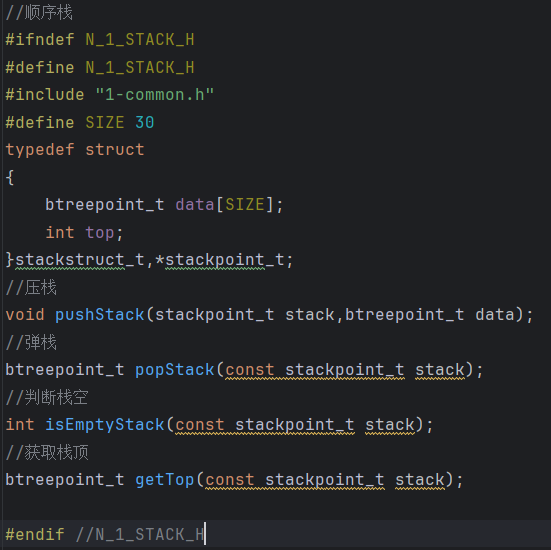 //顺序栈
#ifndef N_1_STACK_H
#define N_1_STACK_H
#include "1-common.h"
#define SIZE 30
typedef struct
{
    btreepoint_t data[SIZE];
    int top;
}stackstruct_t,*stackpoint_t;
//压栈
void pushStack(stackpoint_t stack,btreepoint_t data);
//弹栈
btreepoint_t popStack(const stackpoint_t stack);
//判断栈空
int isEmptyStack(const stackpoint_t stack);
//获取栈顶
btreepoint_t getTop(const stackpoint_t stack);
#endif //N_1_STACK_H